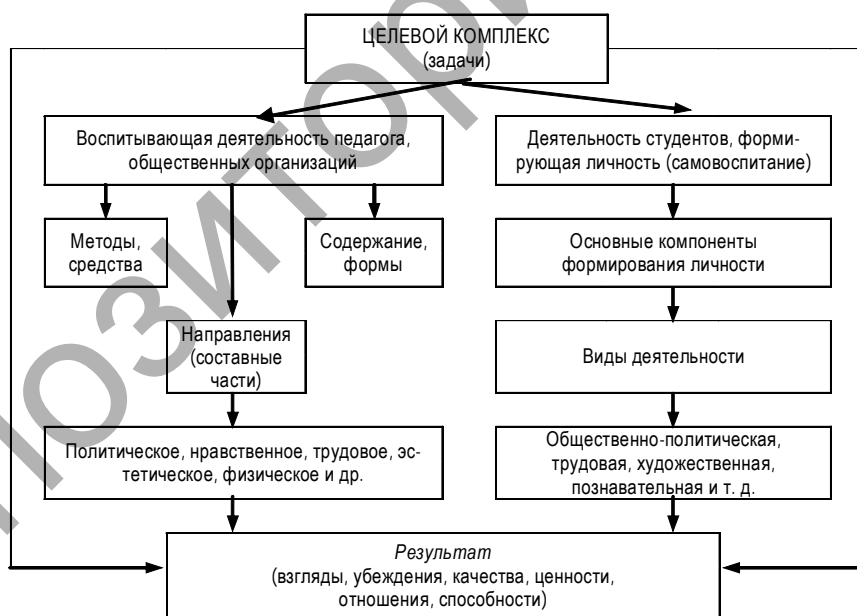 ЦЕЛЕВОЙ КОМПЛЕКС
(задачи)
Воспитывающая деятельность педагога,
общественных организаций
Деятельность студентов, форми-
рующая личность (самовоспитание)
Методы,
средства
Содержание,
формы
Основные компоненты
формирования личности
Направления
(составные
части)
Виды деятельности
Политическое, нравственное, трудовое, эс-
тетическое, физическое и др.
Общественно-политическая,
трудовая, художественная,
познавательная и т. д.
Результат
(взгляды, убеждения, качества, ценности,
отношения, способности)